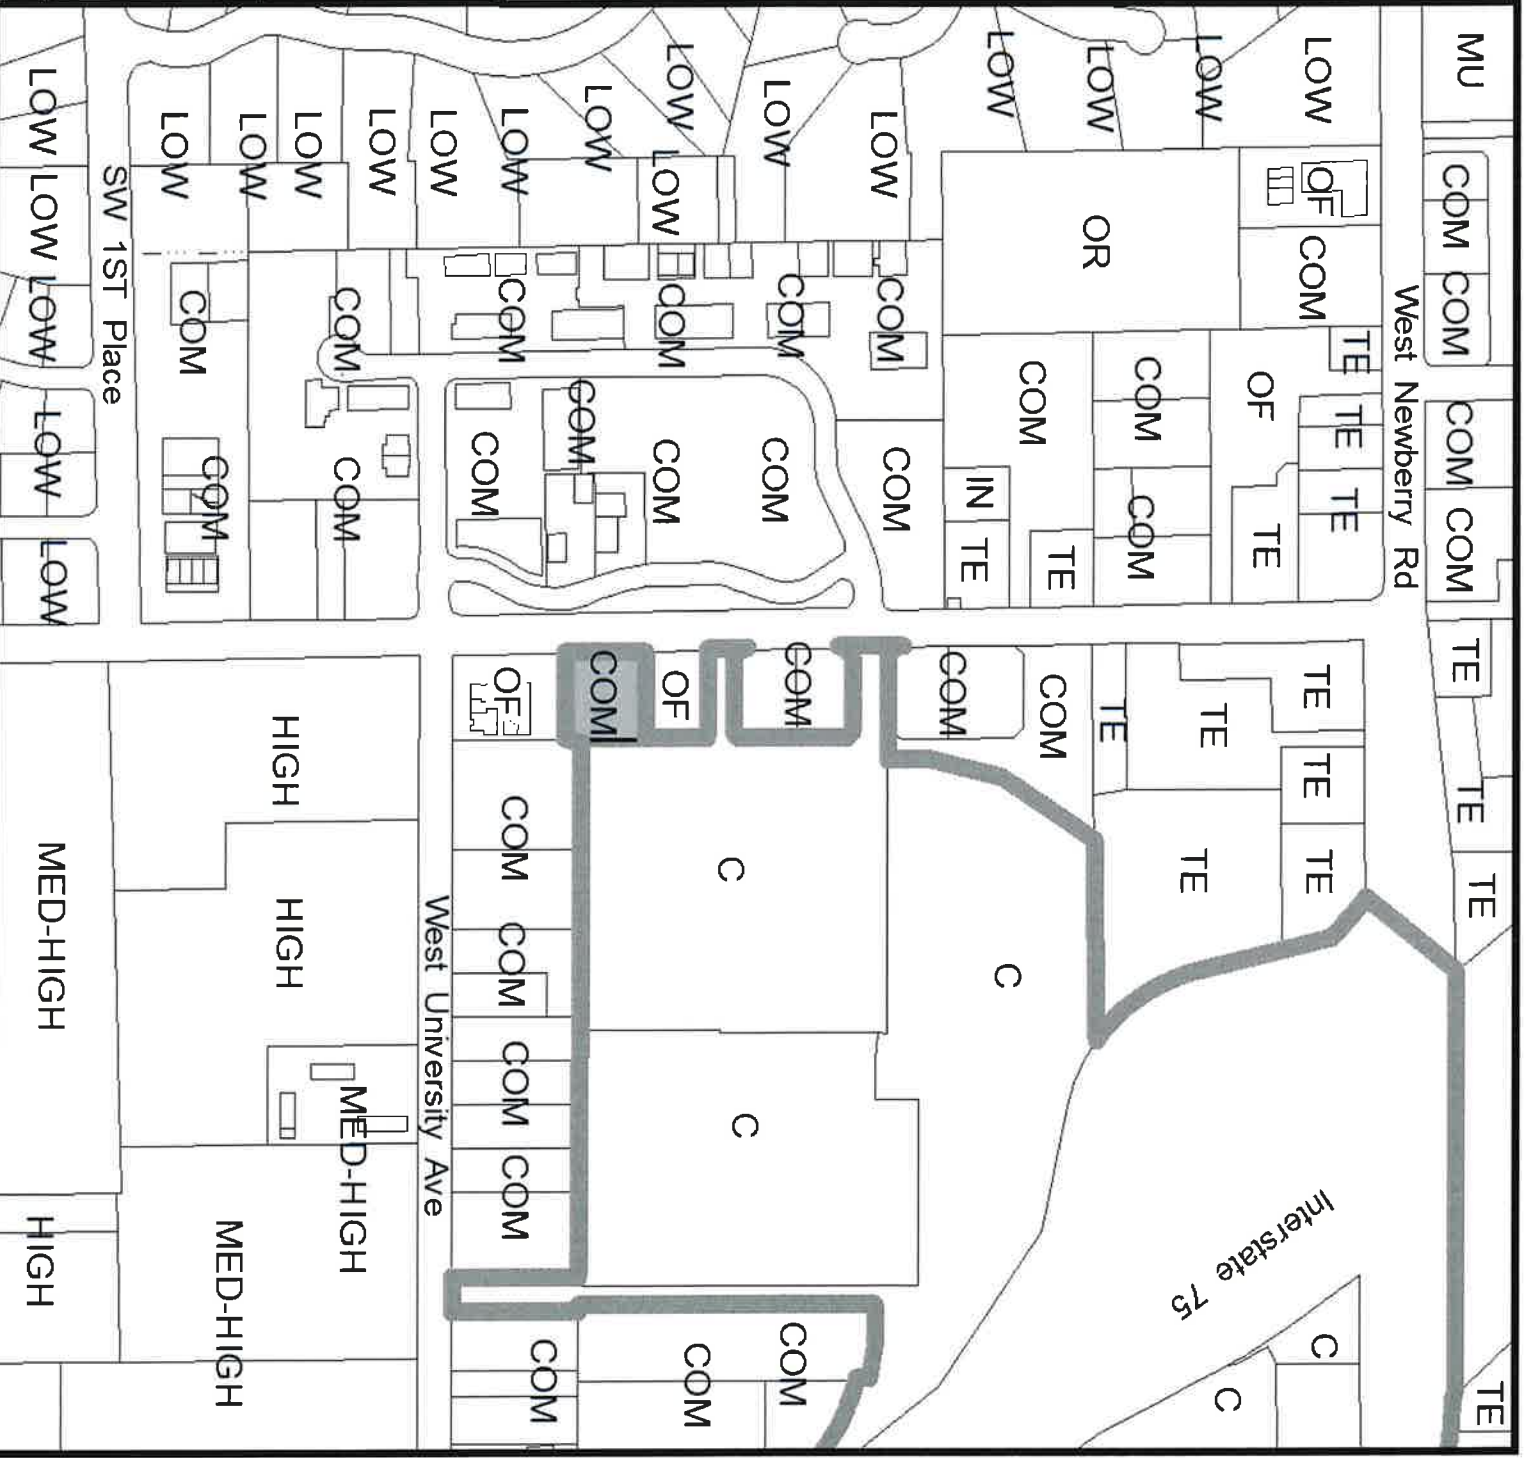 MU COM COM COM COM TE TE TE TE
West Newberry Rd
LOW OF COM TE TE TE TE TE TE C
LOW OF TE TE TE Interstate 75 C
LOW OR COM COM TE
LOW COM TE COM C
IN TE COM
LOW COM COM
LOW COM COM COM COM
C C
LOW LOW COM COM OF COM
LOW COM COM
LOW COM COM OF COM COM COM COM COM
LOW West University Ave
LOW COM COM MED-HIGH
LOW HIGH HIGH
LOW COM MED-HIGH
LOW COM
SW 1ST Place
LOW LOW LOW LOW LOW MED-HIGH HIGH